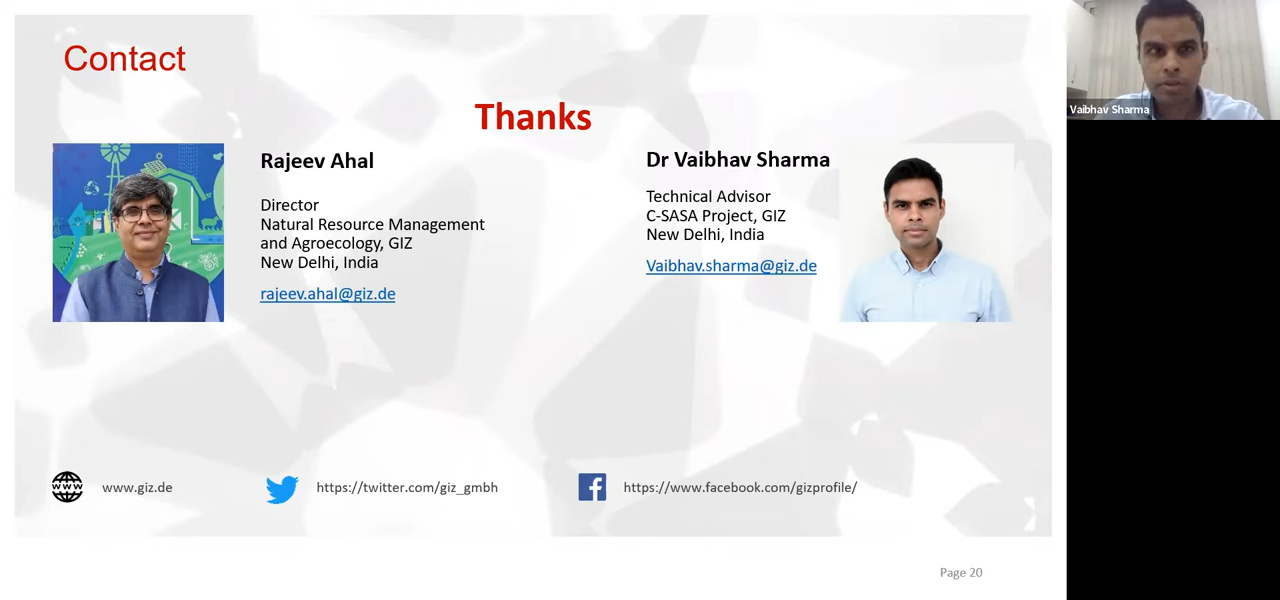 Contact
Thanks
Rajeev Ahal
Director
Natural Resource Management
and Agroecology, GIZ
New Delhi, India
rajeev.ahal@giz.de
Dr Vaibhav Sharma
Technical Advisor
C-SASA Project, GIZ
New Delhi, India
Vaibhav.sharma@giz.de
www.giz.de
https://twitter.com/giz_gmbh
https://www.facebook.com/gizprofile/
Page 20
Vaibhav Sharma
WWW